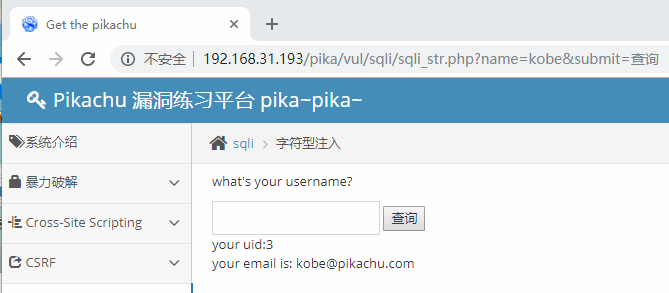 Get the pikachu
不安全 192.168.31.193/pika/vul/sqli/sqli_str.php?name=kobe&submit=查询
Pikachu 漏洞练习平台 pika~pika~
系统介绍
sqli 字符型注入
暴力破解
what's your username?
查询
Cross-Site Scripting
your uid:3
CSRF
your email is: kobe@pikachu.com